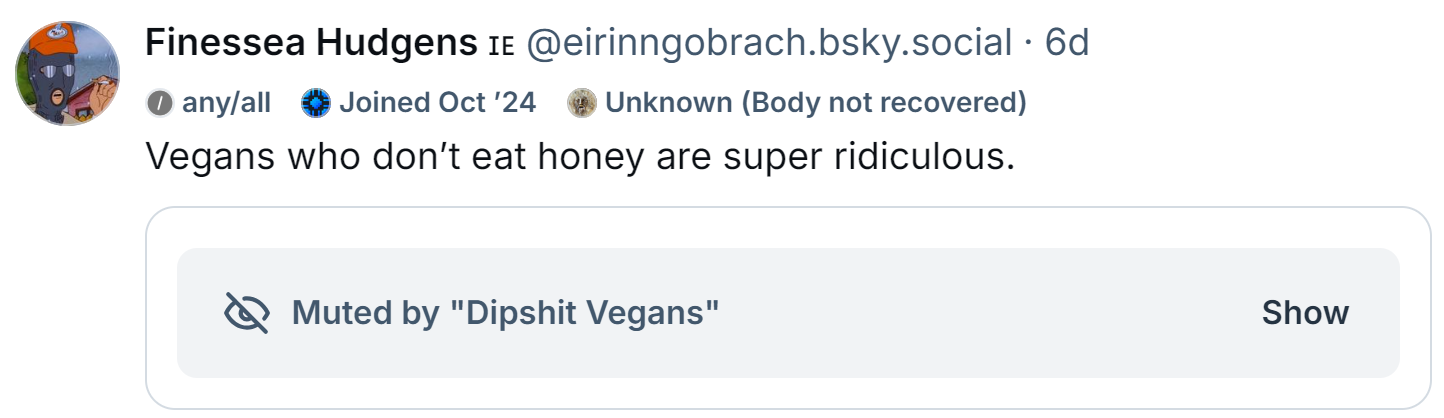 Finessea Hudgens IE @eirinngobrach.bsky.social · 6d
any/all Joined Oct ’24 Unknown (Body not recovered)
Vegans who don’t eat honey are super ridiculous.
Muted by "Dipshit Vegans" Show